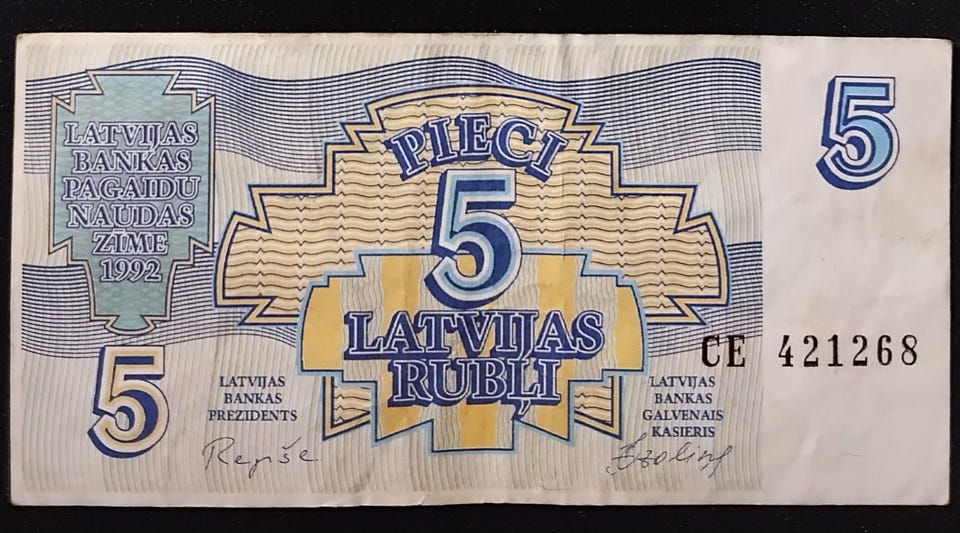 LATVIJAS
BANKAS
PAGAIDU
NAUDAS
ZĪME
1992
PIECI
5
LATVIJAS
RUBĻI
5
5
CE 421268
LATVIJAS
BANKAS
PREZIDENTS
Repše
LATVIJAS
BANKAS
GALVENAIS
KASIERIS